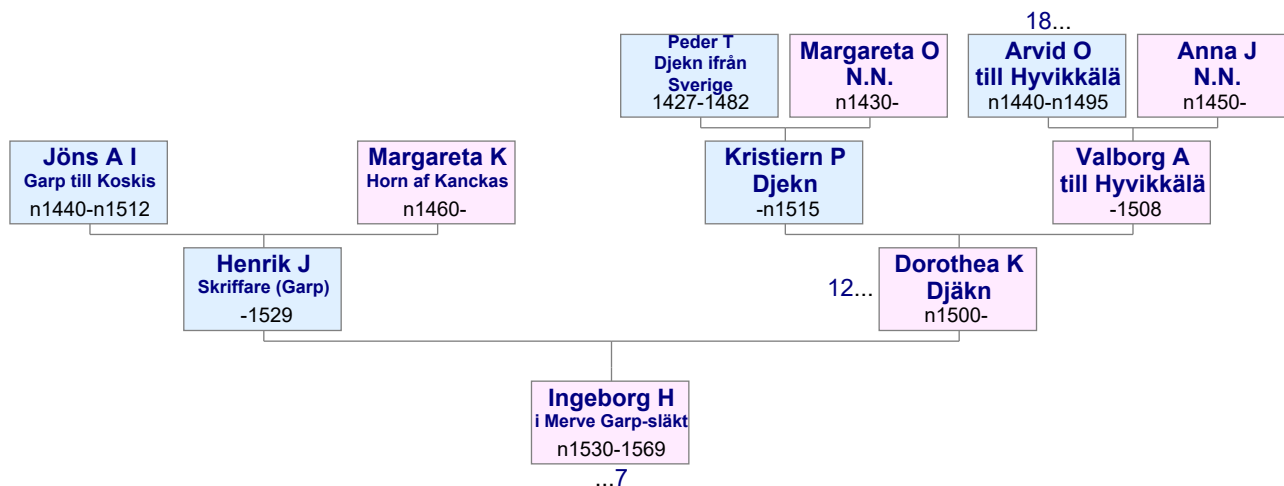 18...
Peder T
Djekn ifrån
Sverige
1427-1482
Margareta O
N.N.
n1430-
Arvid O
till Hyvikkälä
n1440-n1495
Anna J
N.N.
n1450-
Jöns A I
Garp till Koskis
n1440-n1512
Margareta K
Horn af Kanckas
n1460-
Kristiern P
Djekn
-n1515
Valborg A
till Hyvikkälä
-1508
Henrik J
Skriffare (Garp)
-1529
12...
Dorothea K
Djäkn
n1500-
Ingeborg H
i Merve Garp-släkt
n1530-1569
...7